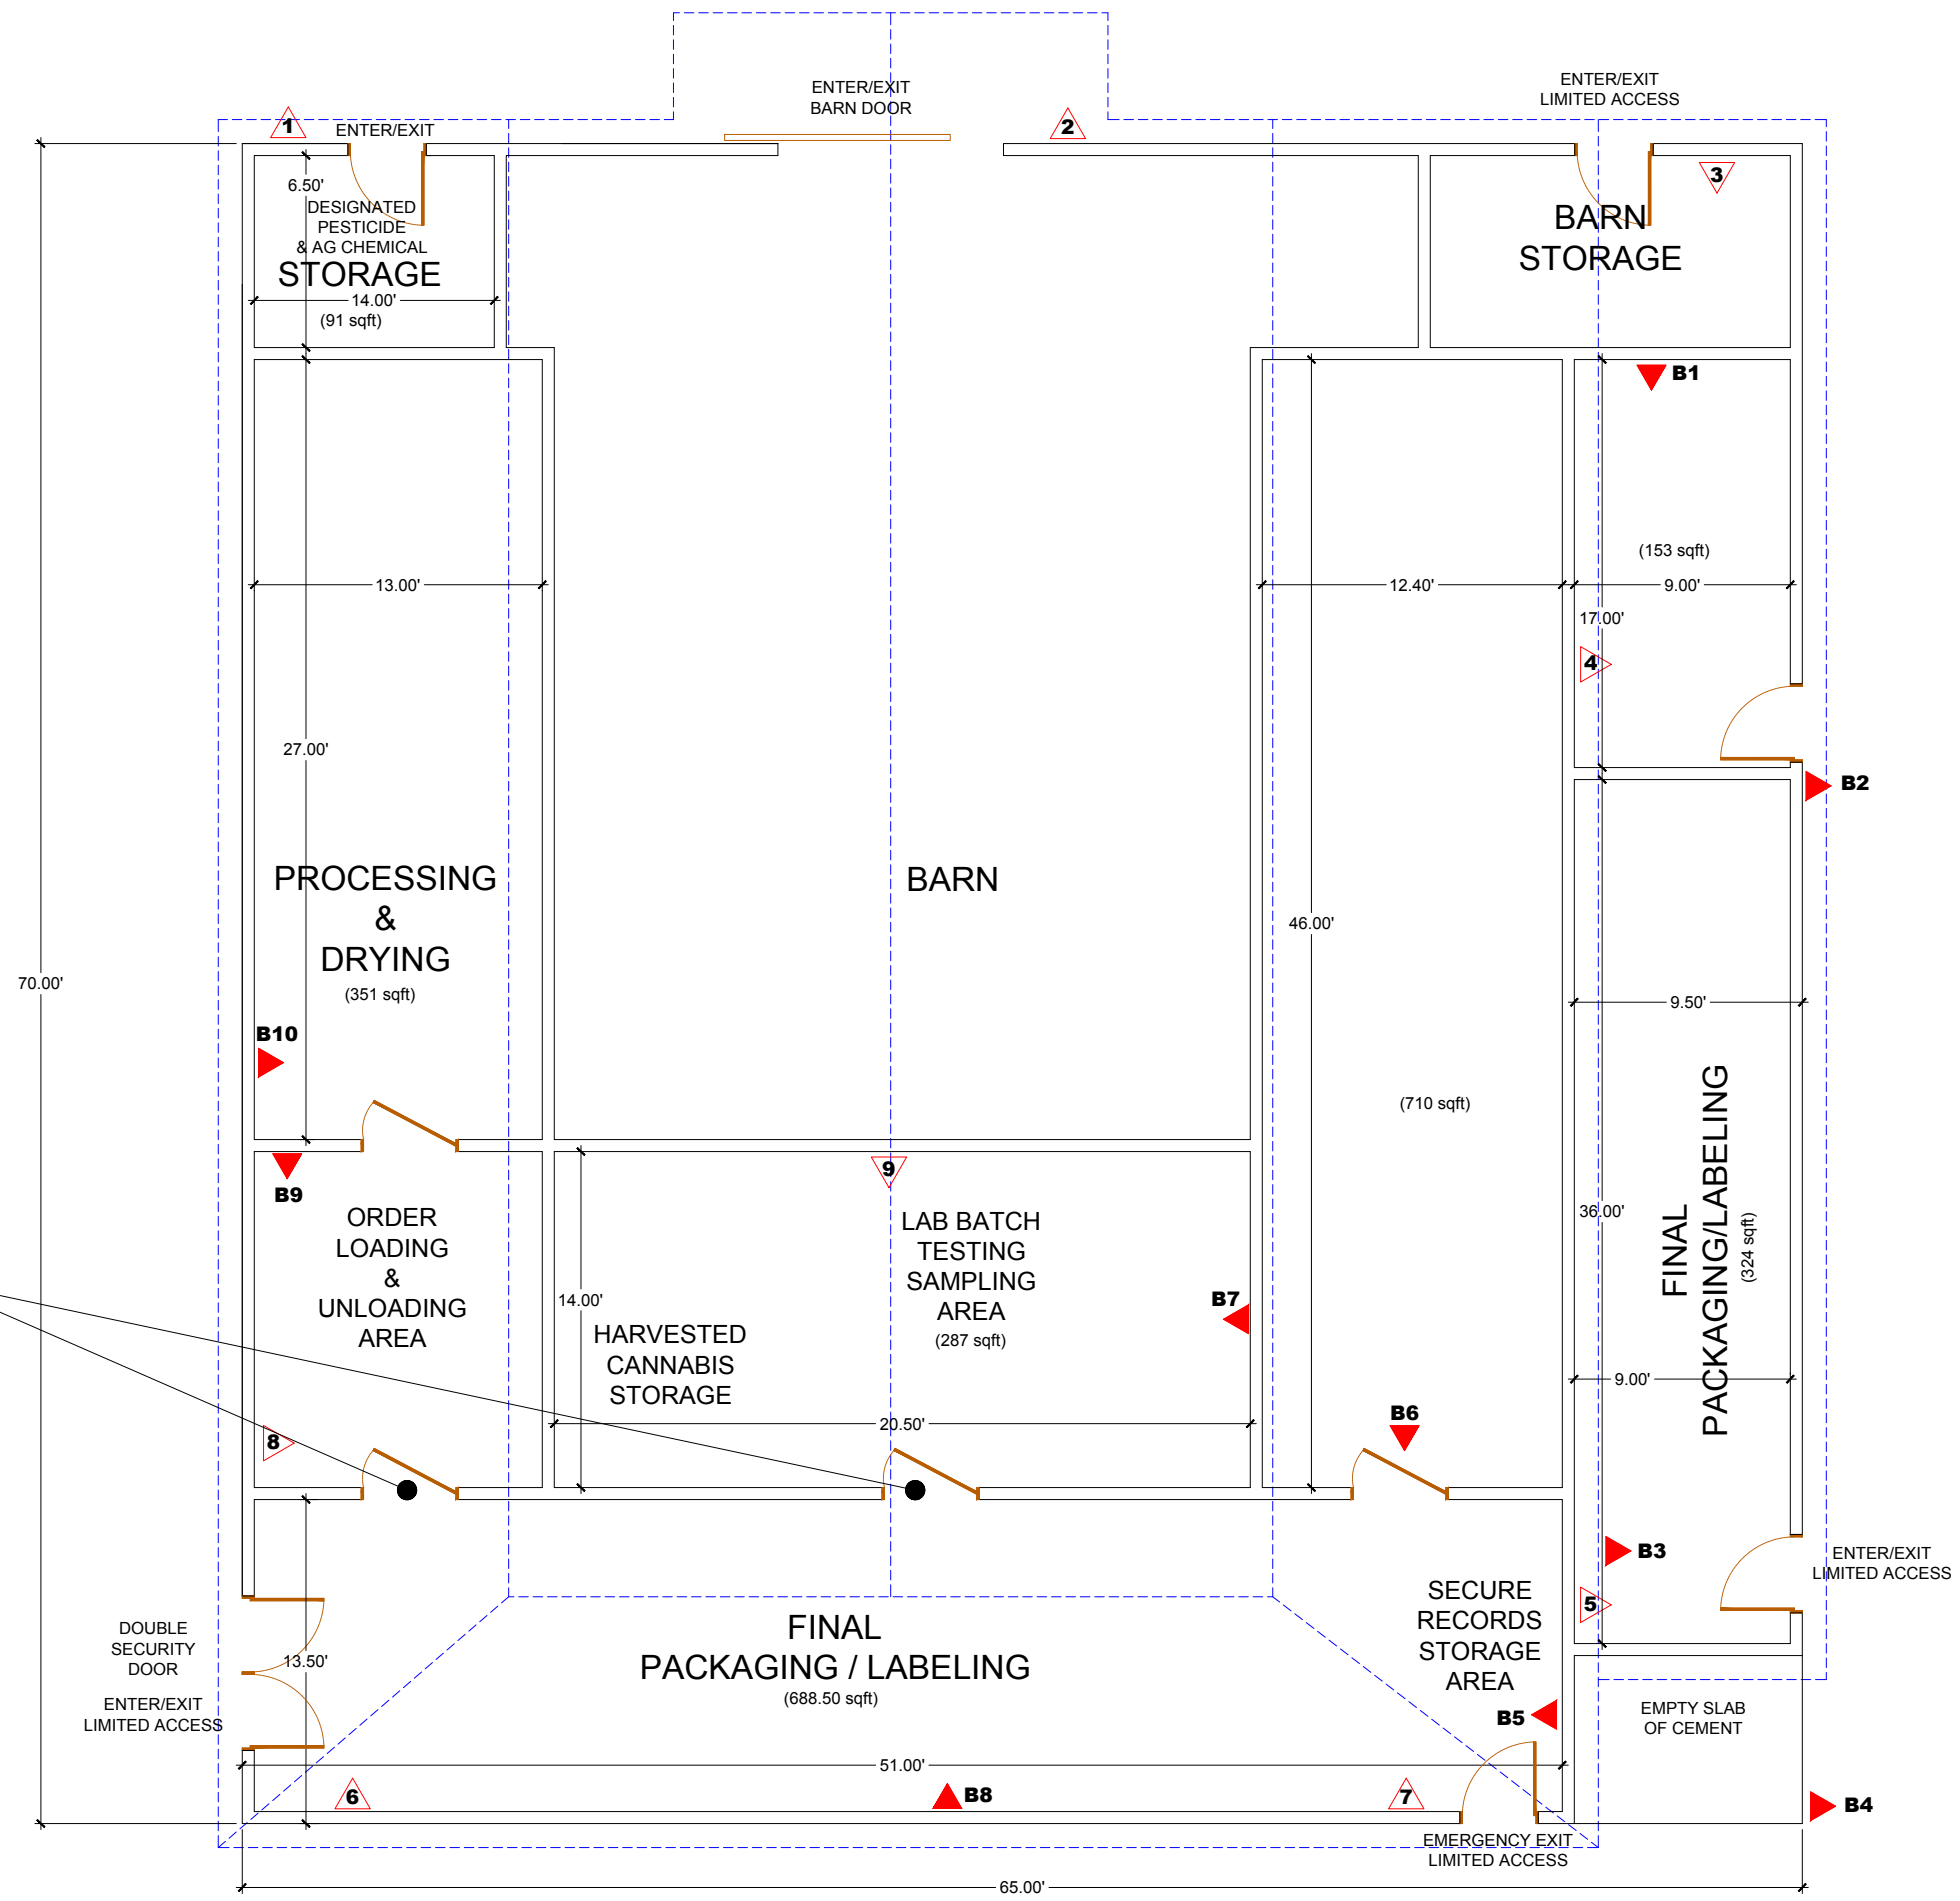 ENTER/EXIT
BARN DOOR
ENTER/EXIT
LIMITED ACCESS
1
ENTER/EXIT
2
3
6.50'
DESIGNATED
PESTICIDE
& AG CHEMICAL
STORAGE
14.00'
(91 sqft)
BARN
STORAGE
B1
(153 sqft)
13.00'
12.40'
9.00'
17.00'
4
27.00'
B2
PROCESSING
&
DRYING
(351 sqft)
BARN
46.00'
70.00'
9.50'
B10
(710 sqft)
FINAL
PACKAGING/LABELING
(324 sqft)
36.00'
9.00'
B9
9
ORDER
LOADING
&
UNLOADING
AREA
LAB BATCH
TESTING
SAMPLING
AREA
(287 sqft)
14.00'
B7
HARVESTED
CANNABIS
STORAGE
20.50'
B6
8
B3
ENTER/EXIT
LIMITED ACCESS
5
SECURE
RECORDS
STORAGE
AREA
DOUBLE
SECURITY
DOOR
ENTER/EXIT
LIMITED ACCESS
13.50'
FINAL
PACKAGING / LABELING
(688.50 sqft)
B5
EMPTY SLAB
OF CEMENT
51.00'
6
B8
7
B4
EMERGENCY EXIT
LIMITED ACCESS
65.00'